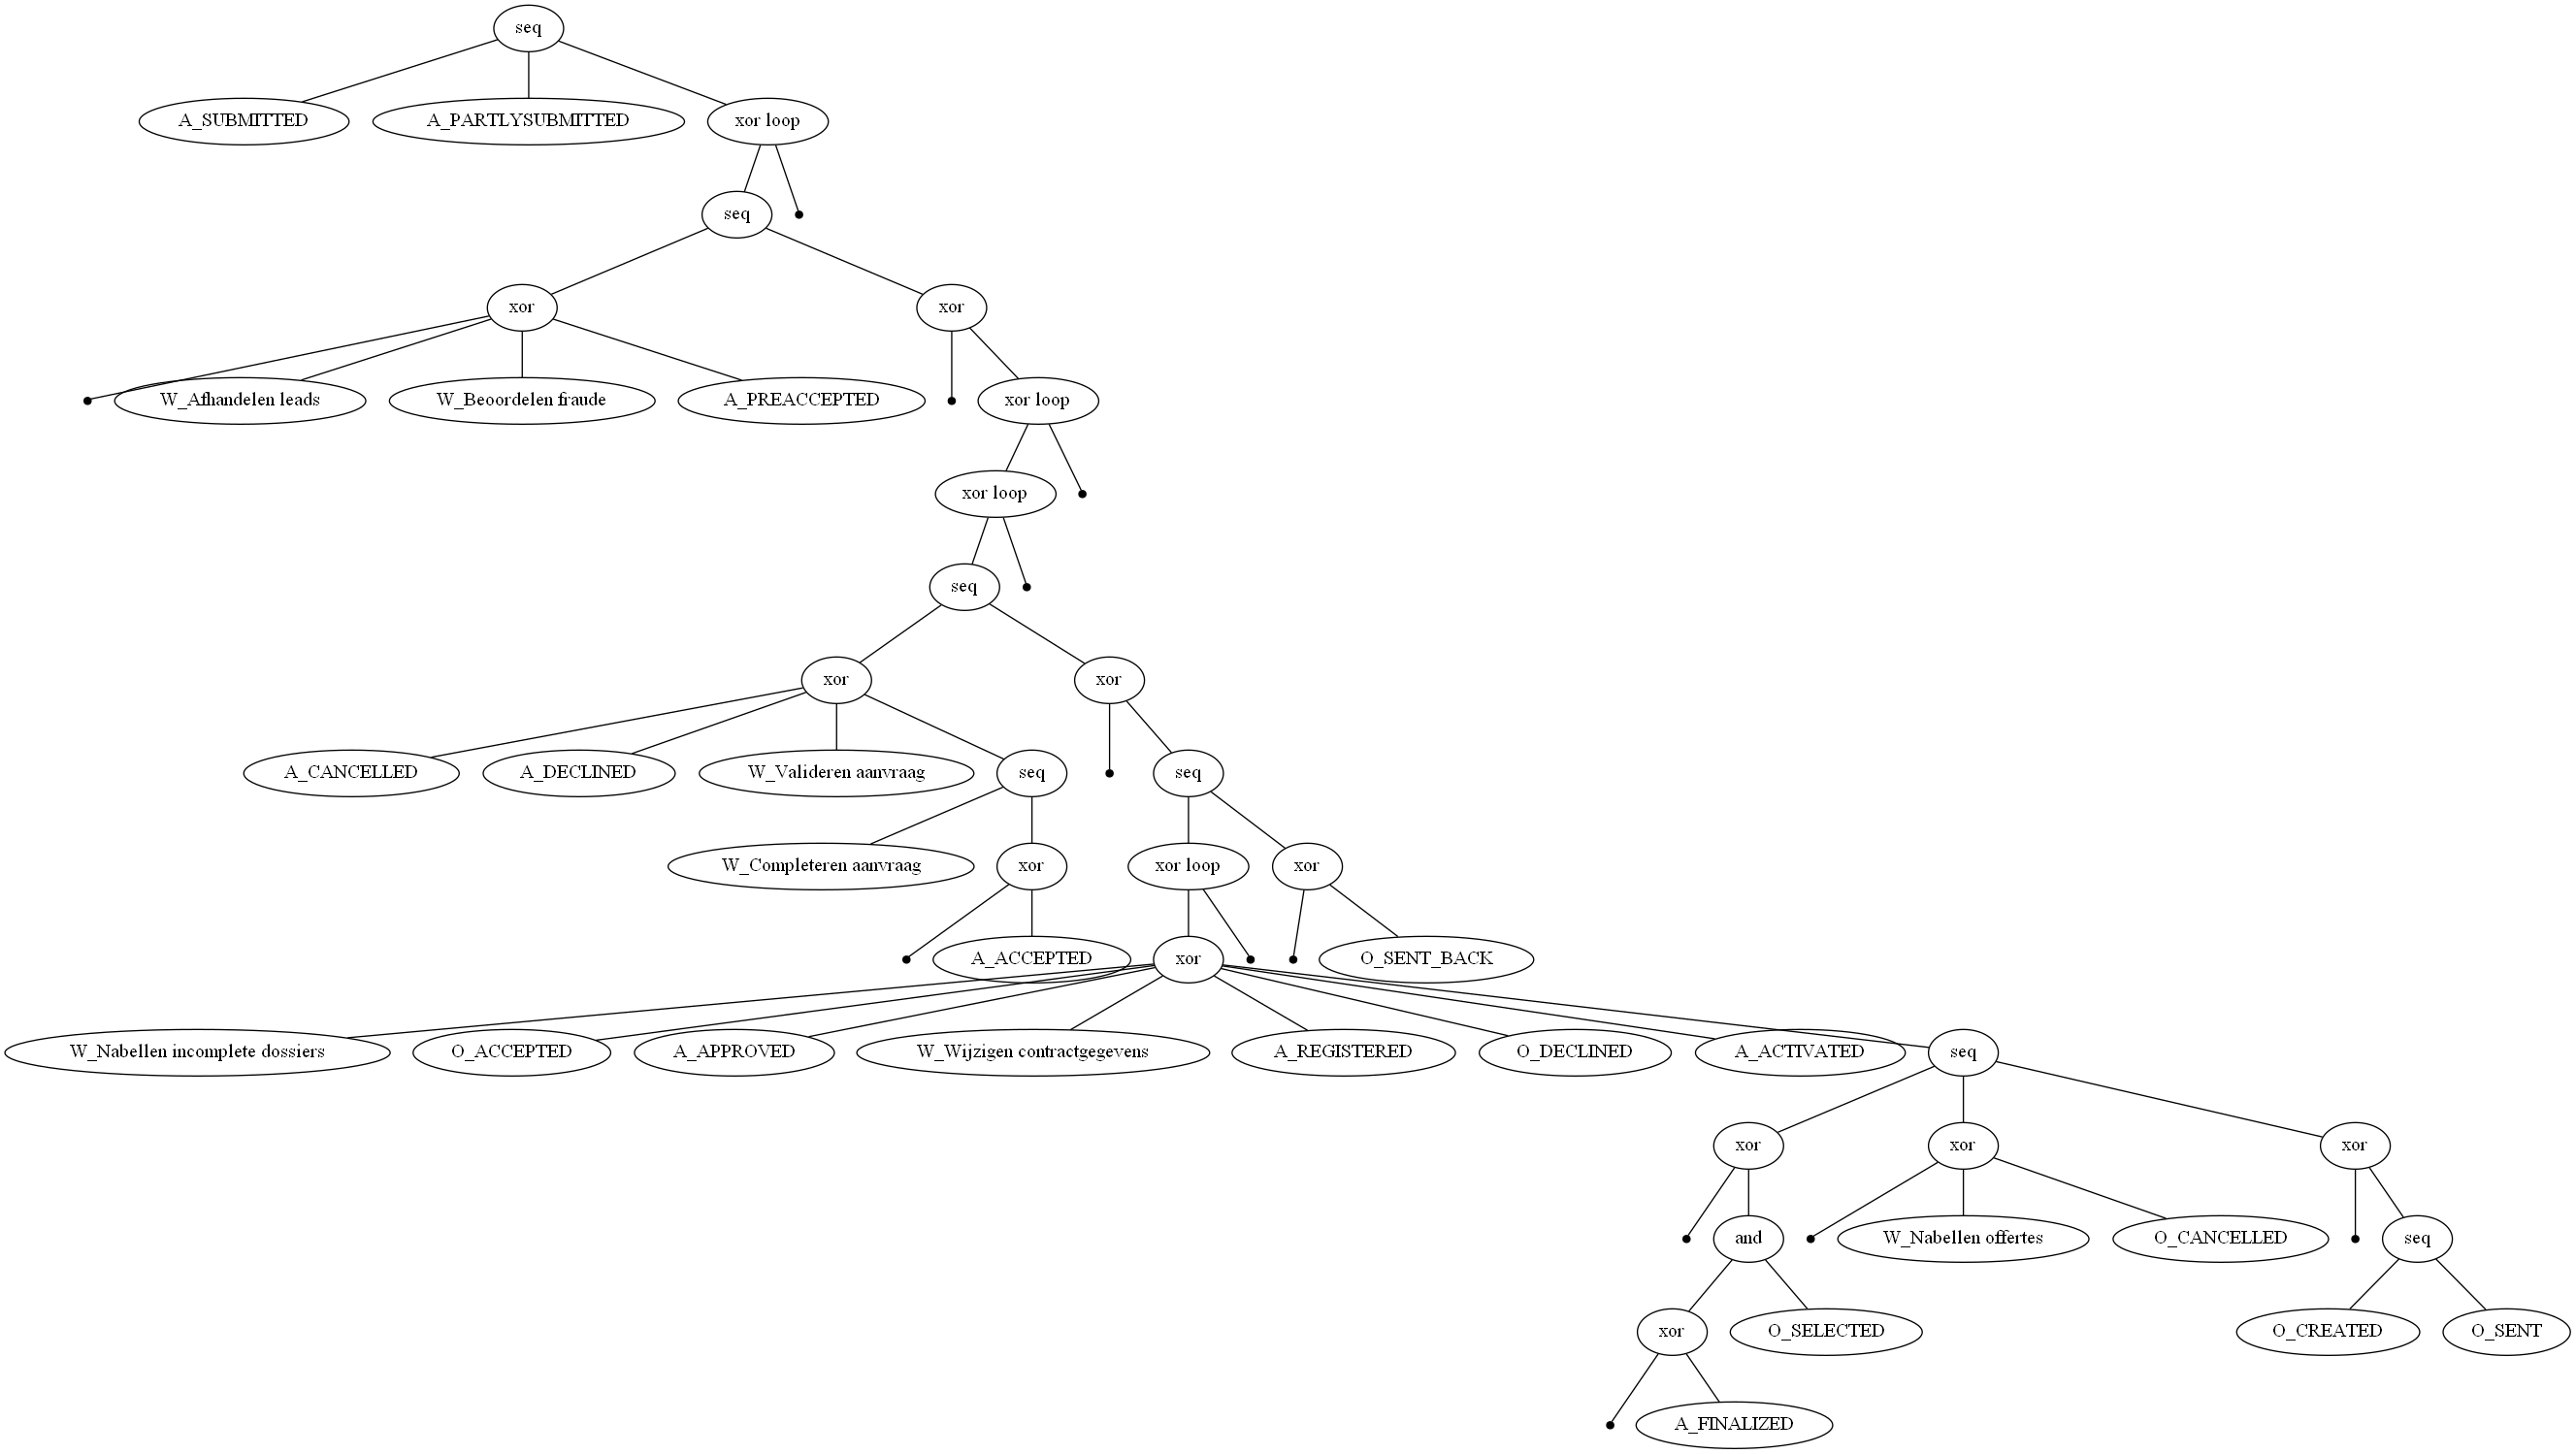 seq
A_SUBMITTED
A_PARTLYSUBMITTED
xor loop
seq
xor
xor
W_Afhandelen leads
W_Beoordelen fraude
A_PREACCEPTED
xor loop
xor loop
seq
xor
xor
A_CANCELLED
A_DECLINED
W_Valideren aanvraag
seq
seq
W_Completeren aanvraag
xor
xor loop
xor
A_ACCEPTED
xor
O_SENT_BACK
W_Nabellen incomplete dossiers
O_ACCEPTED
A_APPROVED
W_Wijzigen contractgegevens
A_REGISTERED
O_DECLINED
A_ACTIVATED
seq
xor
xor
xor
and
W_Nabellen offertes
O_CANCELLED
seq
xor
O_SELECTED
O_CREATED
O_SENT
A_FINALIZED